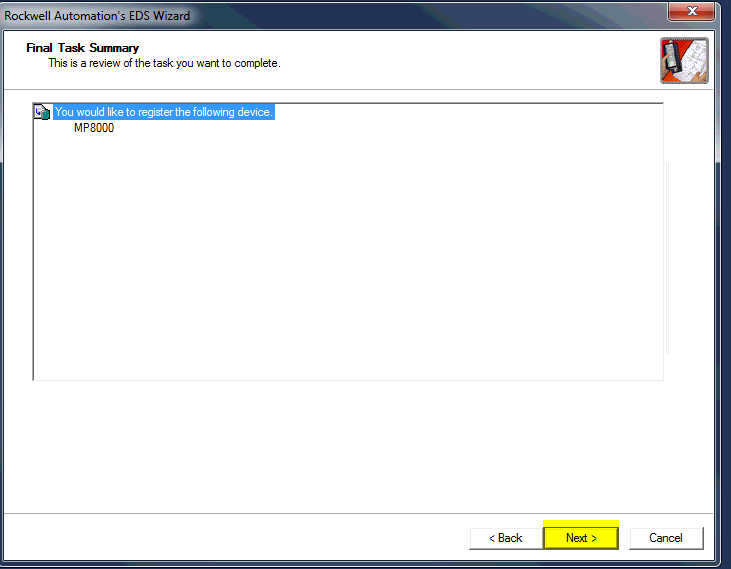 Rockwell Automation's EDS Wizard
Final Task Summary
This is a review of the task you want to complete.
You would like to register the following device.
MP8000
< Back
Next >
Cancel